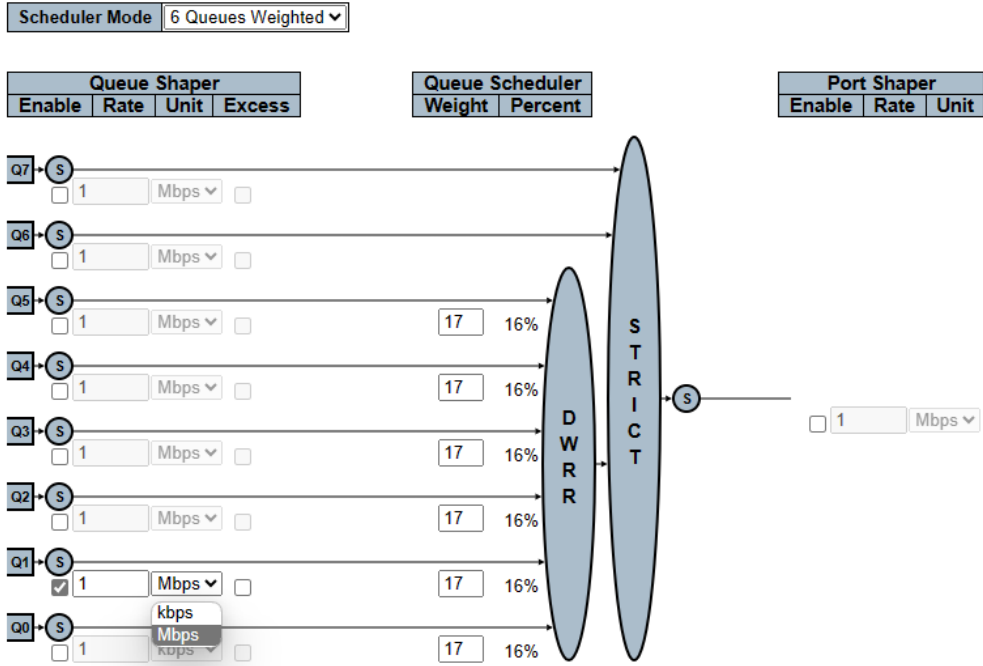 Scheduler Mode 6 Queues Weighted
Queue Shaper Queue Scheduler Port Shaper
Enable Rate Unit Excess Weight Percent Enable Rate Unit
Q7 S
1 Mbps
Q6 S
1 Mbps
Q5 S
1 Mbps 17 16%
Q4 S
1 Mbps 17 16%
Q3 S
1 Mbps 17 16%
Q2 S
1 Mbps 17 16%
Q1 S
1 Mbps 17 16%
kbps
Mbps
Q0 S
1 kbps 17 16%
DWRR
STRICT
S
1 Mbps